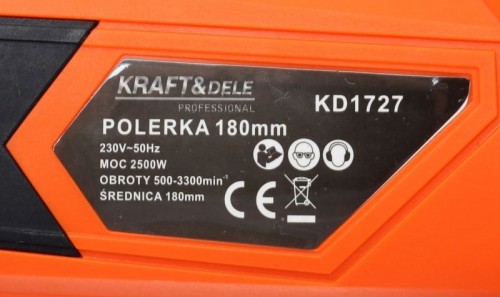 KRAFT&DELE
PROFESSIONAL
KD1727
POLERKA 180mm
230V~50Hz
MOC 2500W
OBROTY 500-3300min⁻¹
ŚREDNICA 180mm
CE